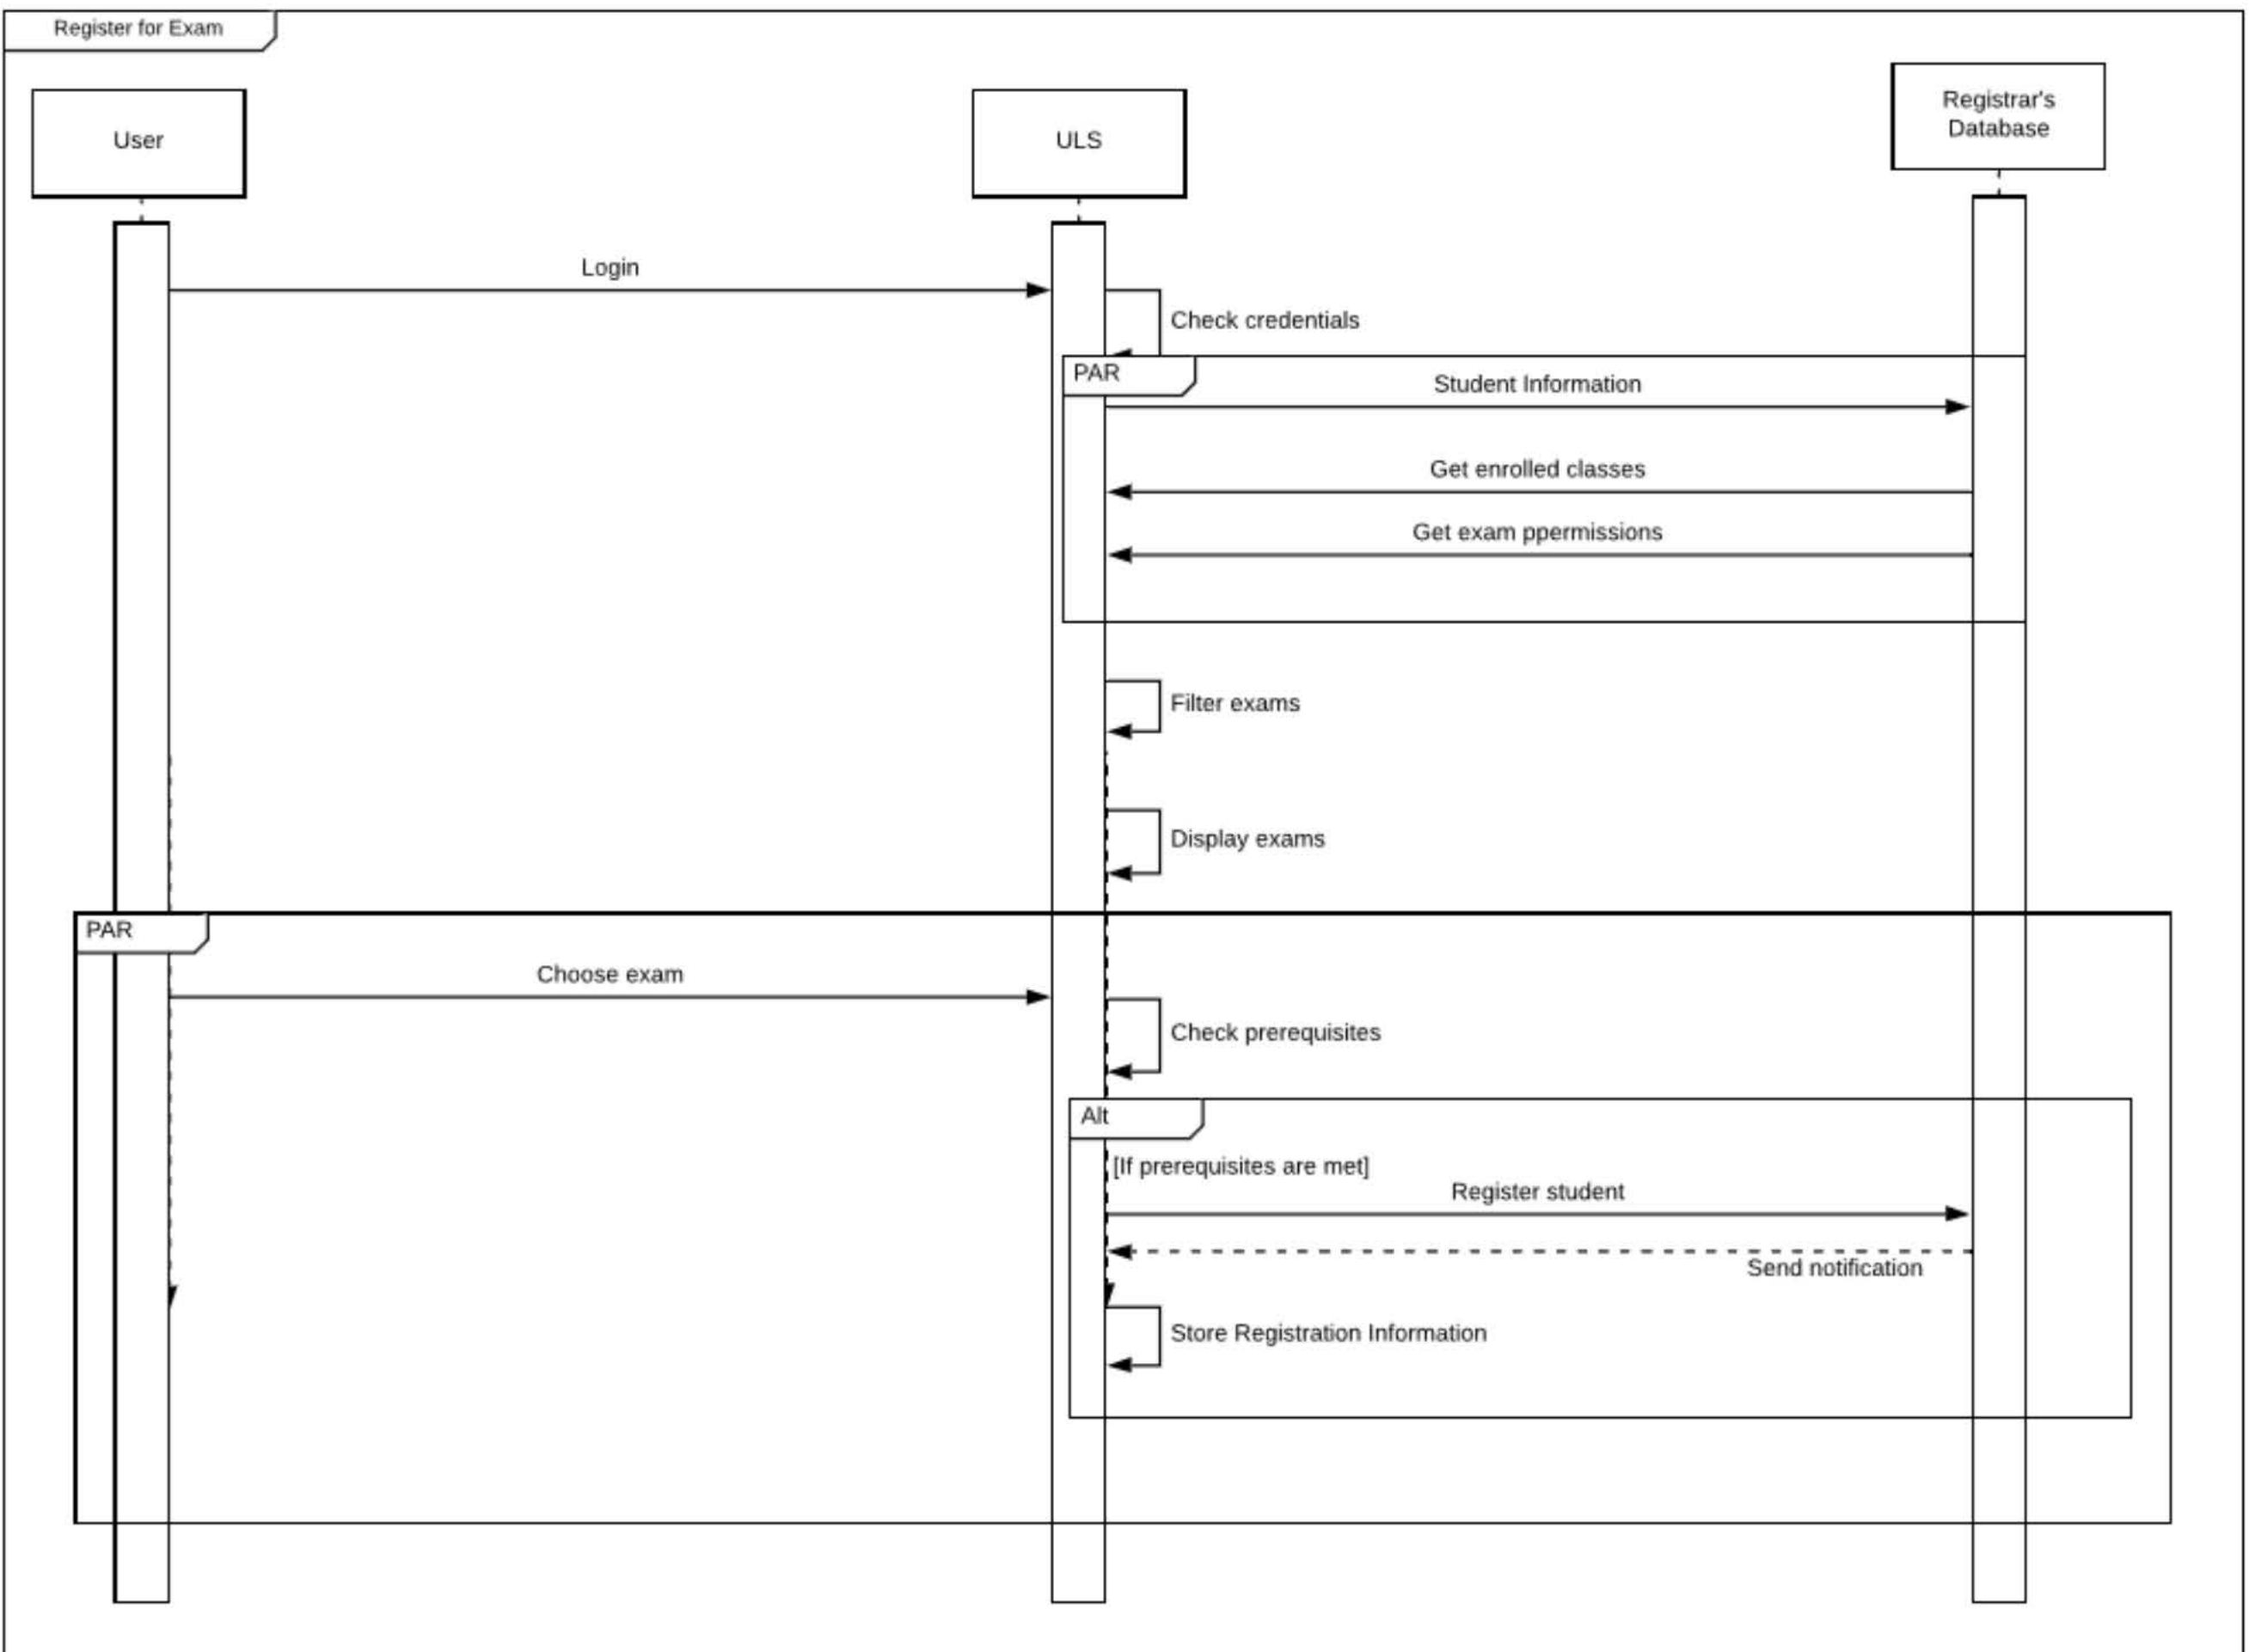 Register for Exam
User
ULS
Registrar's
Database
Login
Check credentials
PAR
Student Information
Get enrolled classes
Get exam ppermissions
Filter exams
Display exams
PAR
Choose exam
Check prerequisites
Alt
[If prerequisites are met]
Register student
Send notification
Store Registration Information